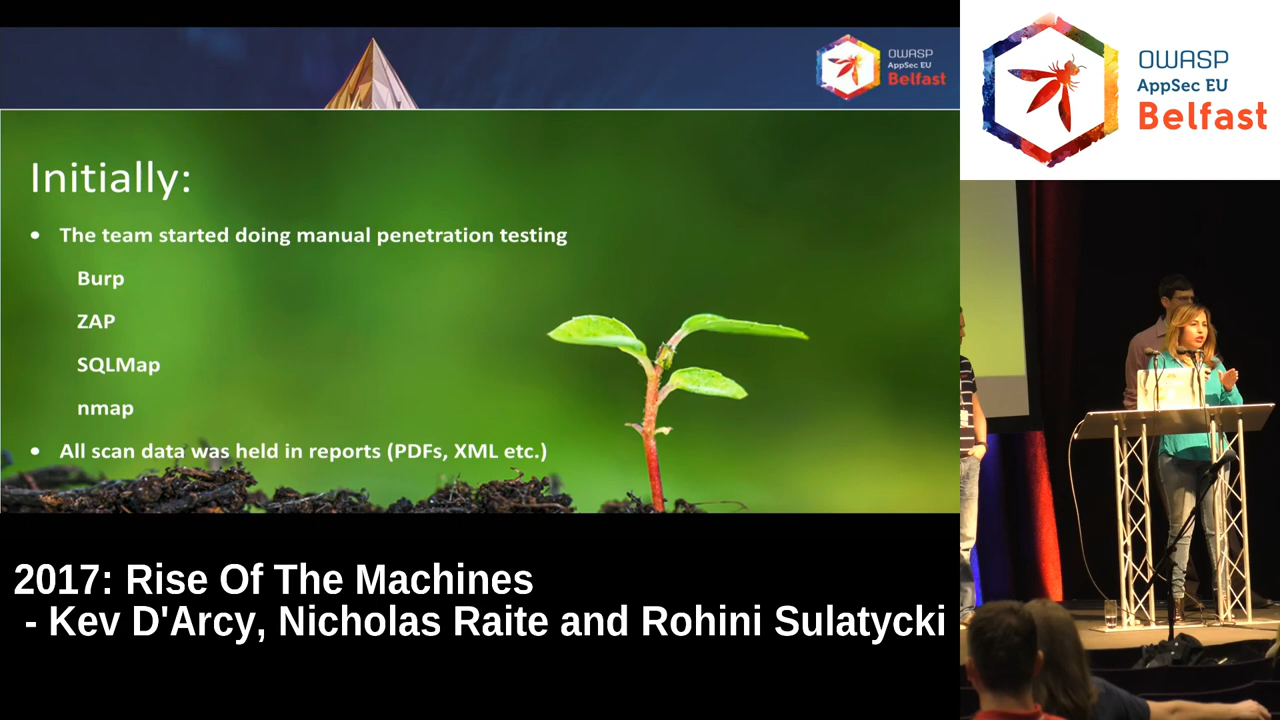 OWASP
AppSec EU
Belfast
OWASP
AppSec EU
Belfast
Initially:
• The team started doing manual penetration testing
Burp
ZAP
SQLMap
nmap
• All scan data was held in reports (PDFs, XML etc.)
2017: Rise Of The Machines
- Kev D'Arcy, Nicholas Raite and Rohini Sulatycki